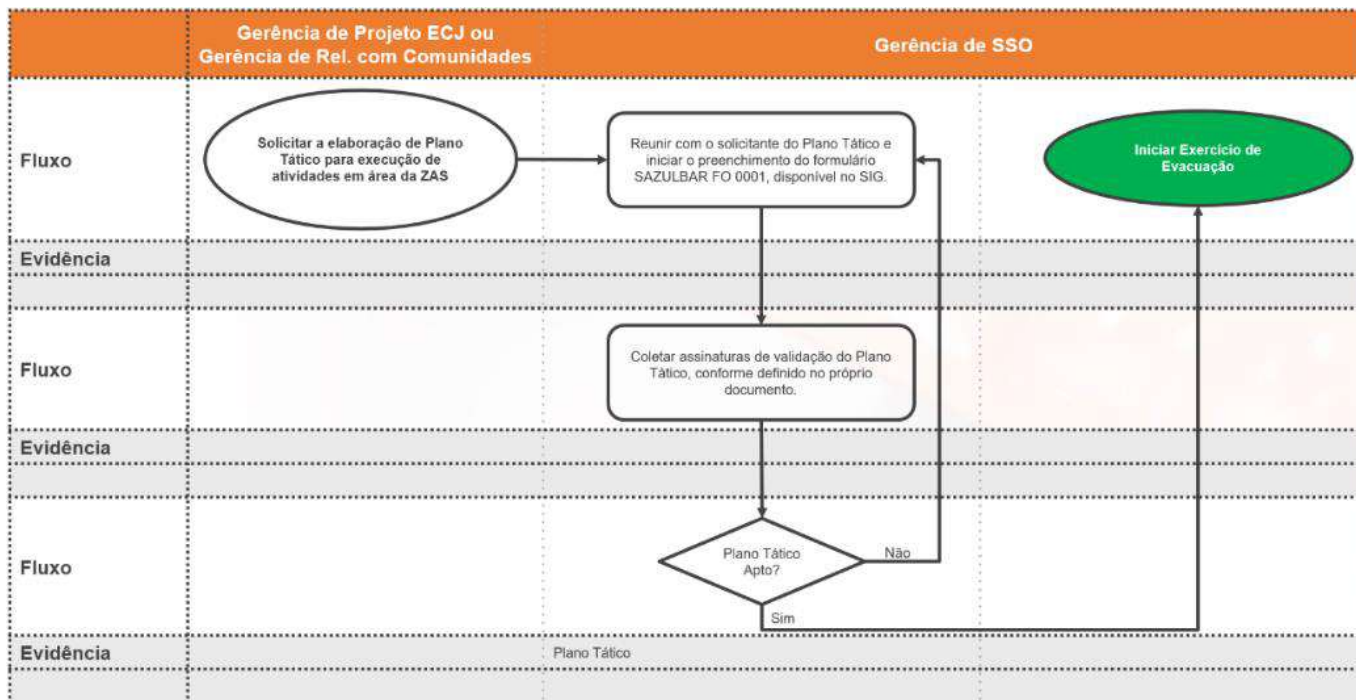 Gerência de Projeto ECJ ou
Gerência de Rel. com Comunidades
Gerência de SSO
Fluxo
Solicitar a elaboração de Plano
Tático para execução de
atividades em área da ZAS
Reunir com o solicitante do Plano Tático e
iniciar o preenchimento do formulário
SAZULBAR FO 0001, disponível no SIG.
Iniciar Exercício de
Evacuação
Evidência
Fluxo
Coletar assinaturas de validação do Plano
Tático, conforme definido no próprio
documento.
Evidência
Fluxo
Plano Tático
Apto?
Não
Sim
Evidência
Plano Tático